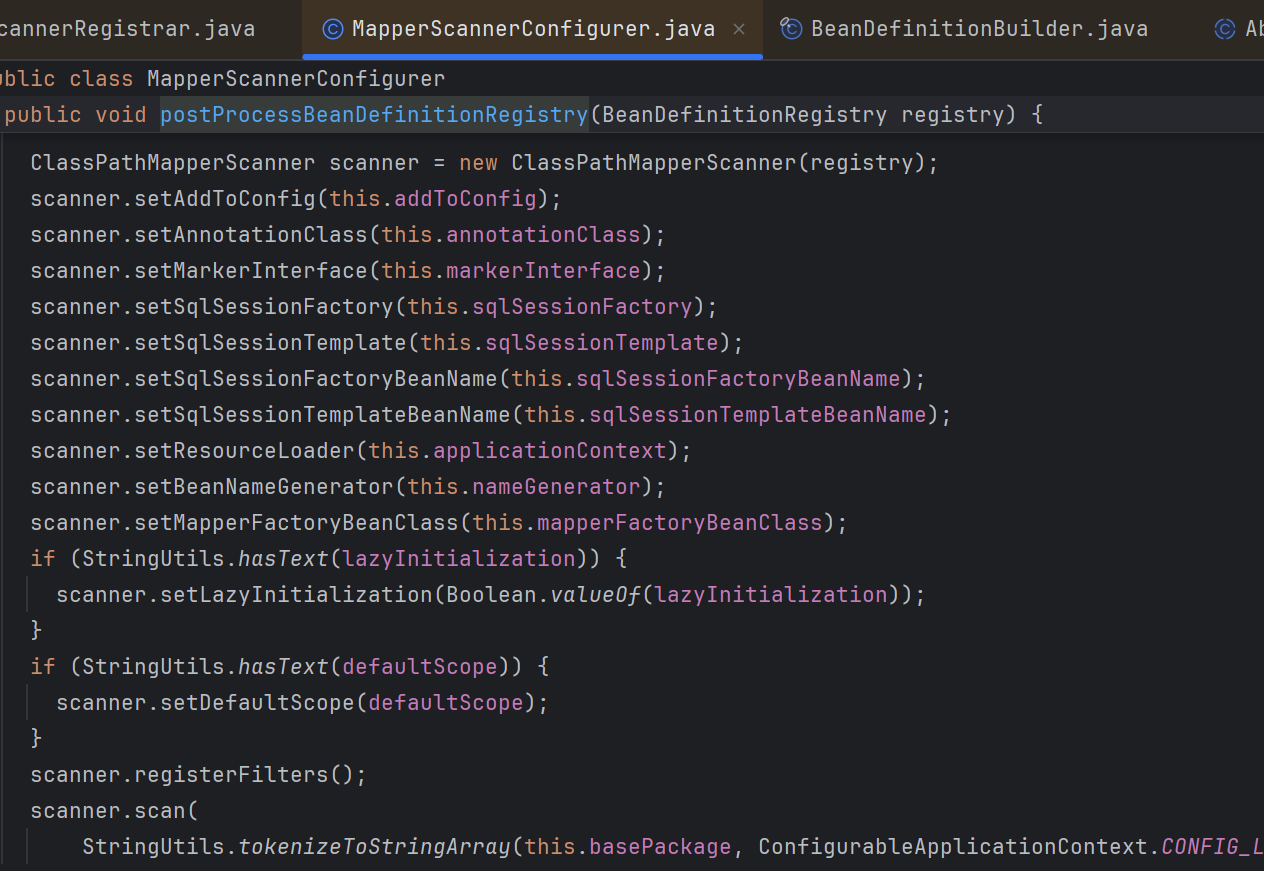 cannerRegistrar.java MapperScannerConfigurer.java × BeanDefinitionBuilder.java Ab
ublic class MapperScannerConfigurer
public void postProcessBeanDefinitionRegistry(BeanDefinitionRegistry registry) {
ClassPathMapperScanner scanner = new ClassPathMapperScanner(registry);
scanner.setAddToConfig(this.addToConfig);
scanner.setAnnotationClass(this.annotationClass);
scanner.setMarkerInterface(this.markerInterface);
scanner.setSqlSessionFactory(this.sqlSessionFactory);
scanner.setSqlSessionTemplate(this.sqlSessionTemplate);
scanner.setSqlSessionFactoryBeanName(this.sqlSessionFactoryBeanName);
scanner.setSqlSessionTemplateBeanName(this.sqlSessionTemplateBeanName);
scanner.setResourceLoader(this.applicationContext);
scanner.setBeanNameGenerator(this.nameGenerator);
scanner.setMapperFactoryBeanClass(this.mapperFactoryBeanClass);
if (StringUtils.hasText(lazyInitialization)) {
scanner.setLazyInitialization(Boolean.valueOf(lazyInitialization));
}
if (StringUtils.hasText(defaultScope)) {
scanner.setDefaultScope(defaultScope);
}
scanner.registerFilters();
scanner.scan(
StringUtils.tokenizeToStringArray(this.basePackage, ConfigurableApplicationContext.CONFIG_L